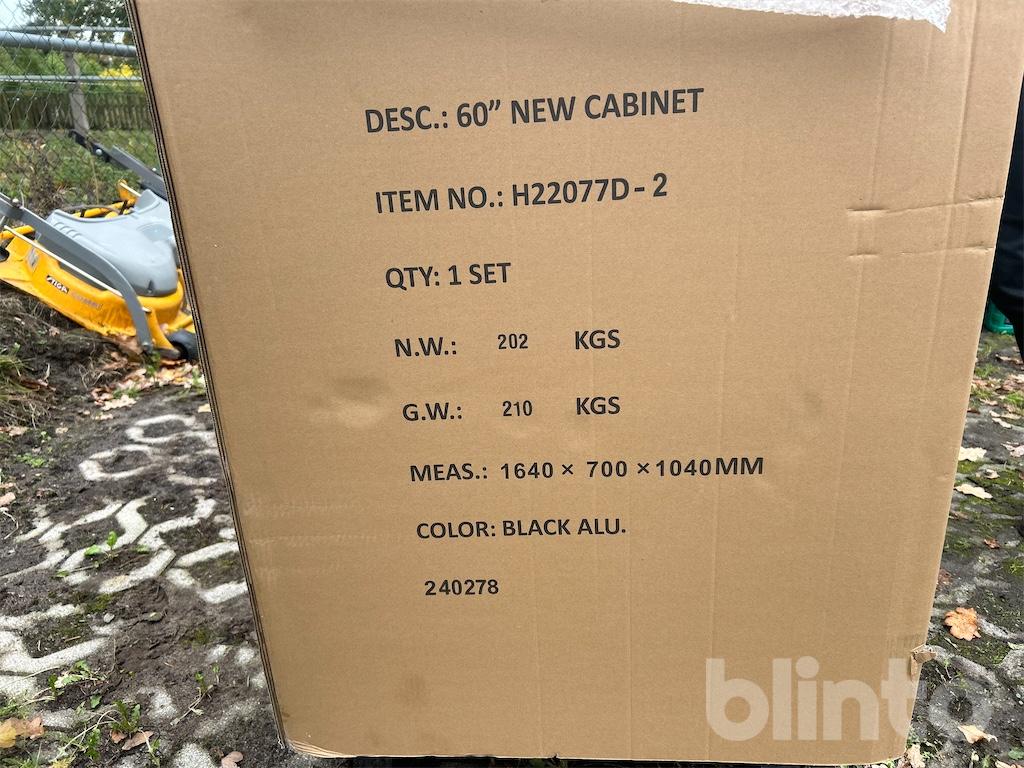 DESC.: 60” NEW CABINET
ITEM NO.: H22077D - 2
QTY: 1 SET
N.W.: 202 KGS
G.W.: 210 KGS
MEAS.: 1640 × 700 ×1040MM
COLOR: BLACK ALU.
240278
STIGA
blinto